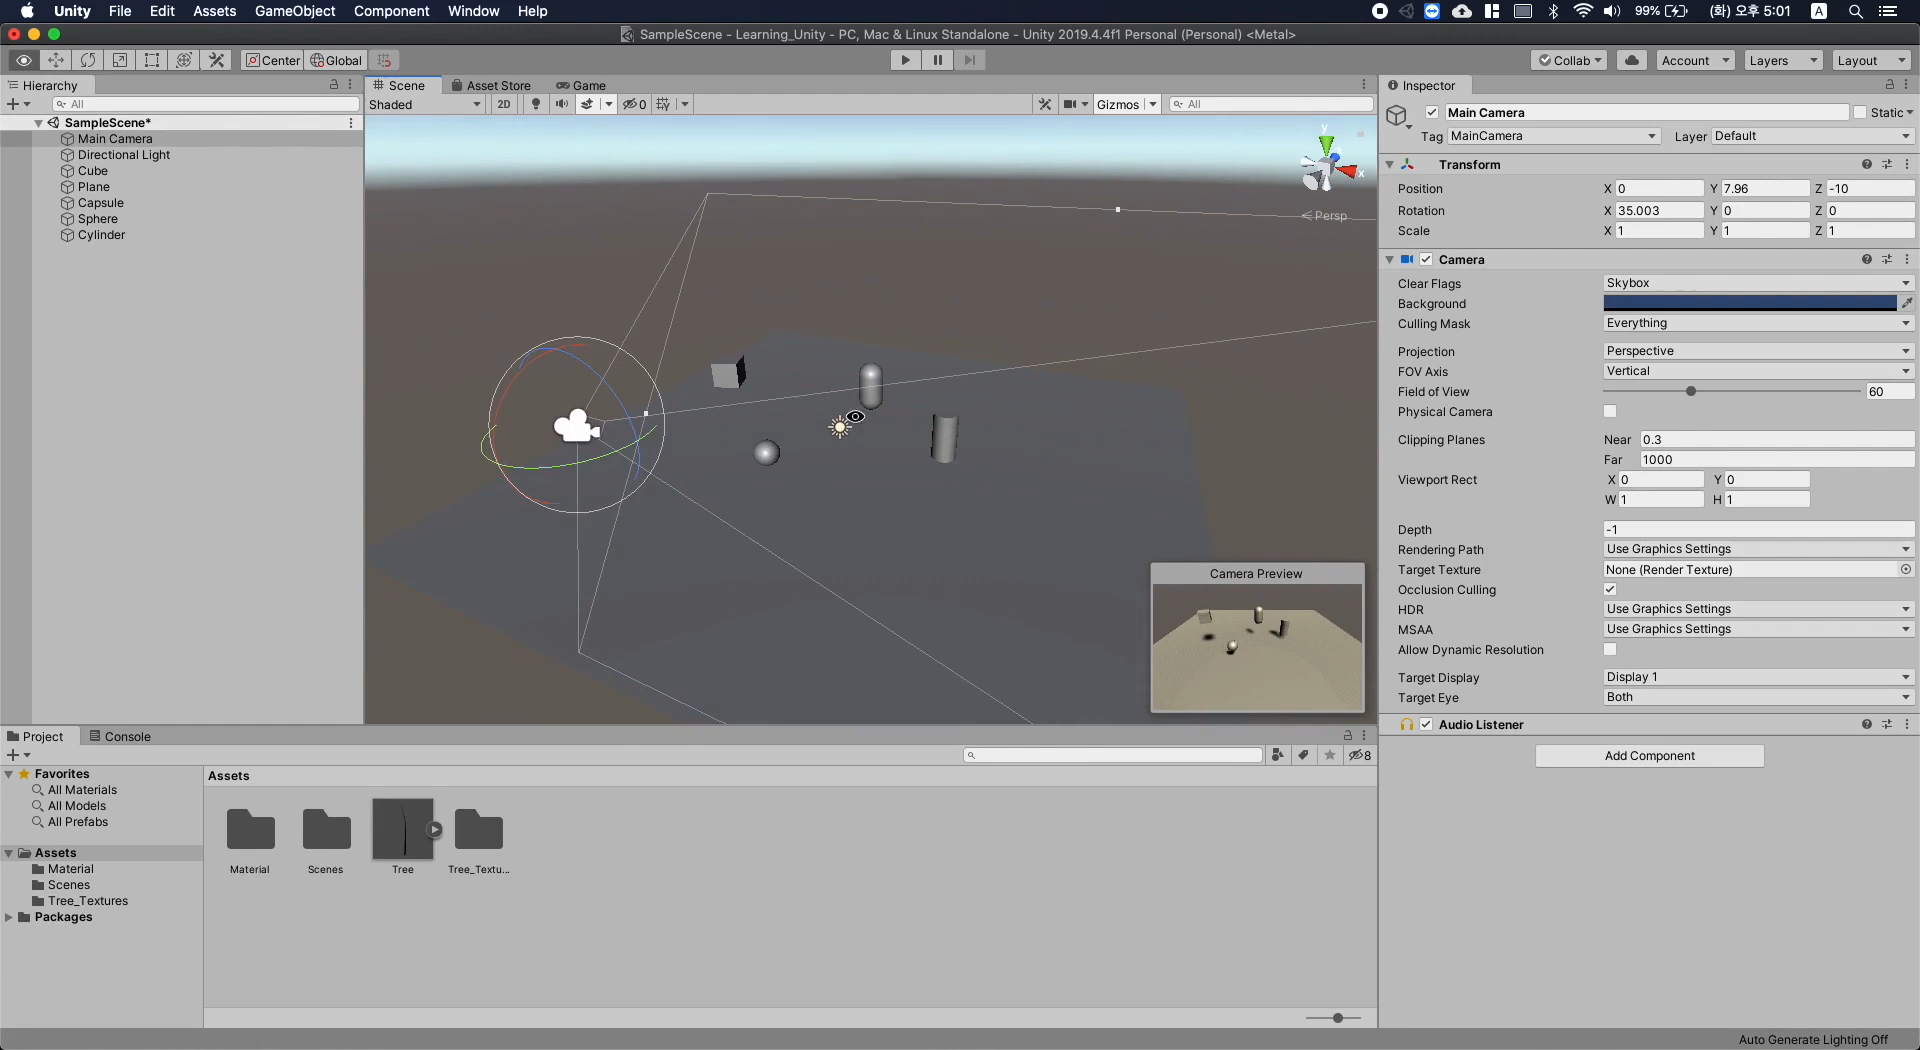 Unity File Edit Assets GameObject Component Window Help 99% (화) 오후 5:01 A
SampleScene - Learning_Unity - PC, Mac & Linux Standalone - Unity 2019.4.4f1 Personal (Personal) <Metal>
Center Global Collab Account Layers Layout
Hierarchy Scene Asset Store Game Inspector
All Shaded 2D 0 Gizmos All
Main Camera Static
Tag MainCamera Layer Default
SampleScene*
Main Camera
Directional Light
Cube
Plane
Capsule
Sphere
Cylinder
y
x
Persp
Camera Preview
Transform
Position X 0 Y 7.96 Z -10
Rotation X 35.003 Y 0 Z 0
Scale X 1 Y 1 Z 1
Camera
Clear Flags Skybox
Background
Culling Mask Everything
Projection Perspective
FOV Axis Vertical
Field of View 60
Physical Camera
Clipping Planes Near 0.3
Far 1000
Viewport Rect X 0 Y 0
W 1 H 1
Depth -1
Rendering Path Use Graphics Settings
Target Texture None (Render Texture)
Occlusion Culling
HDR Use Graphics Settings
MSAA Use Graphics Settings
Allow Dynamic Resolution
Target Display Display 1
Target Eye Both
Audio Listener
Add Component
Project Console
8
Favorites
All Materials
All Models
All Prefabs
Assets
Material
Scenes
Tree_Textures
Packages
Assets
Material Scenes Tree Tree_Textu...
Auto Generate Lighting Off